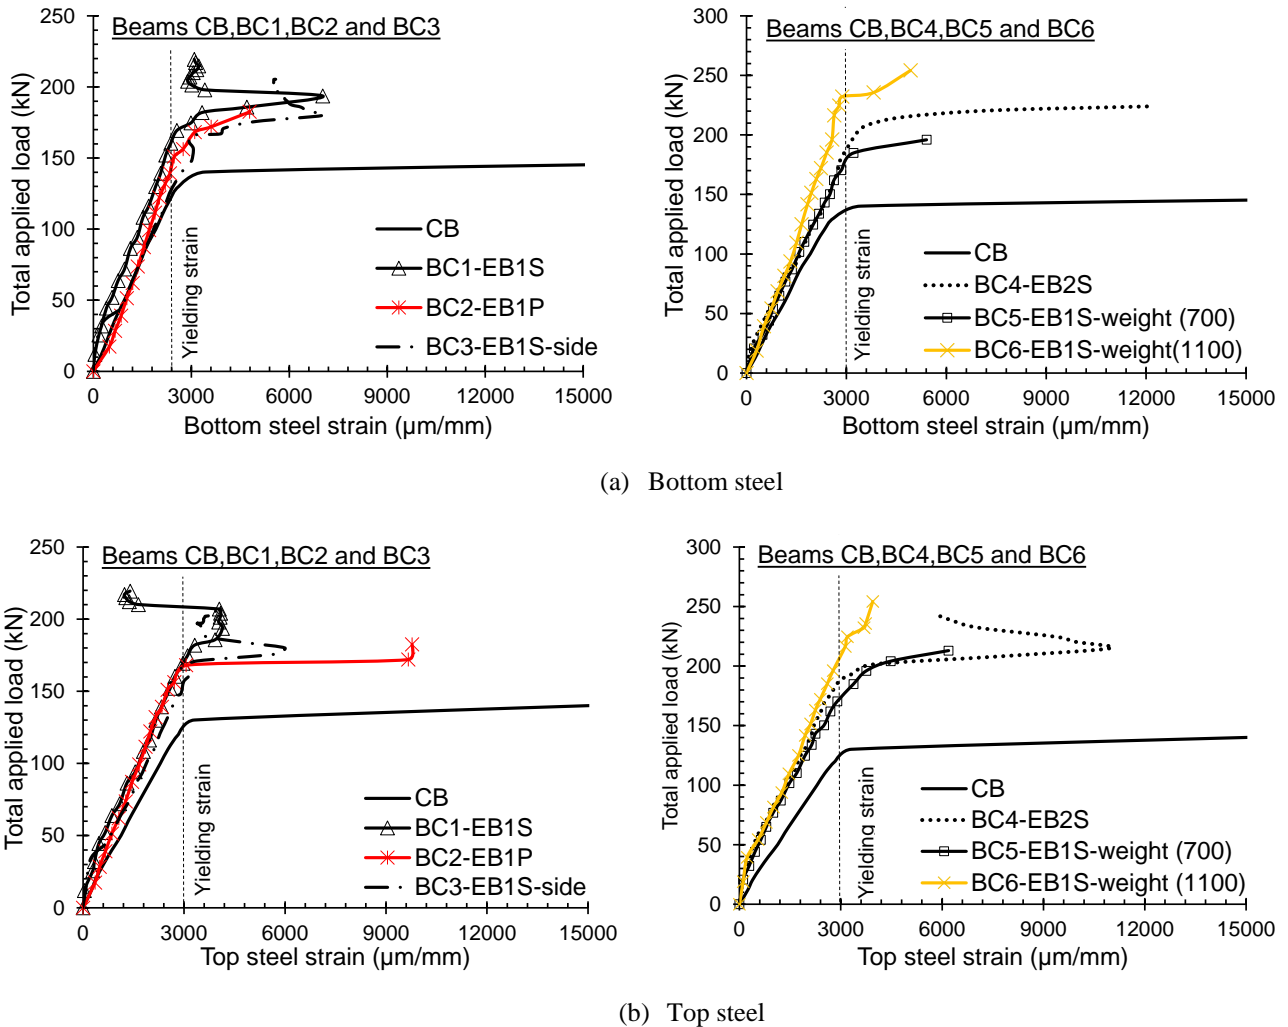 Beams CB,BC1,BC2 and BC3
Total applied load (kN)
250
200
150
100
50
0
Yielding strain
CB
BC1-EB1S
BC2-EB1P
BC3-EB1S-side
0 3000 6000 9000 12000 15000
Bottom steel strain (µm/mm)
Beams CB,BC4,BC5 and BC6
Total applied load (kN)
300
250
200
150
100
50
0
Yielding strain
CB
BC4-EB2S
BC5-EB1S-weight (700)
BC6-EB1S-weight(1100)
0 3000 6000 9000 12000 15000
Bottom steel strain (µm/mm)
(a) Bottom steel
Beams CB,BC1,BC2 and BC3
Total applied load (kN)
250
200
150
100
50
0
Yielding strain
CB
BC1-EB1S
BC2-EB1P
BC3-EB1S-side
0 3000 6000 9000 12000 15000
Top steel strain (µm/mm)
Beams CB,BC4,BC5 and BC6
Total applied load (kN)
300
250
200
150
100
50
0
Yielding strain
CB
BC4-EB2S
BC5-EB1S-weight (700)
BC6-EB1S-weight (1100)
0 3000 6000 9000 12000 15000
Top steel strain (µm/mm)
(b) Top steel